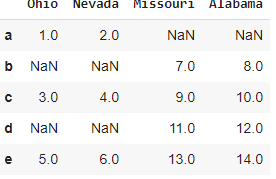 Ohio Nevada Missouri Alabama
a 1.0 2.0 NaN NaN
b NaN NaN 7.0 8.0
c 3.0 4.0 9.0 10.0
d NaN NaN 11.0 12.0
e 5.0 6.0 13.0 14.0